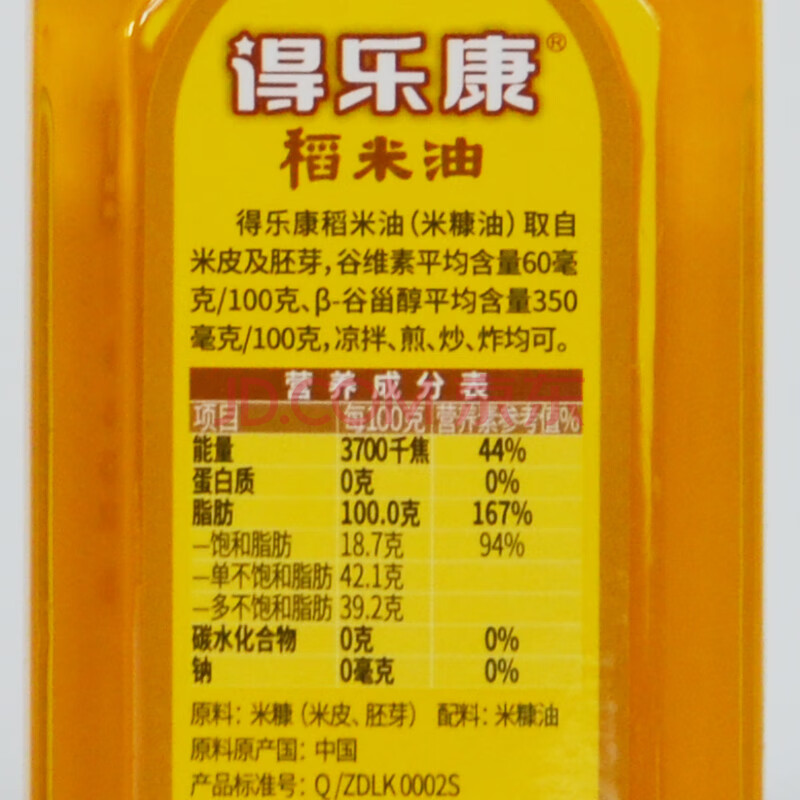 得乐康®
稻米油
得乐康稻米油(米糠油)取自
米皮及胚芽,谷维素平均含量60毫
克/100克、β-谷甾醇平均含量350
毫克/100克,凉拌、煎、炒、炸均可。
营养成分表
项目 每100克 营养素参考值%
能量 3700千焦 44%
蛋白质 0克 0%
脂肪 100.0克 167%
—饱和脂肪 18.7克 94%
—单不饱和脂肪 42.1克
—多不饱和脂肪 39.2克
碳水化合物 0克 0%
钠 0毫克 0%
原料:米糠(米皮、胚芽) 配料:米糠油
原料原产国:中国
产品标准号:Q/ZDLK 0002S
JD.COM 京东